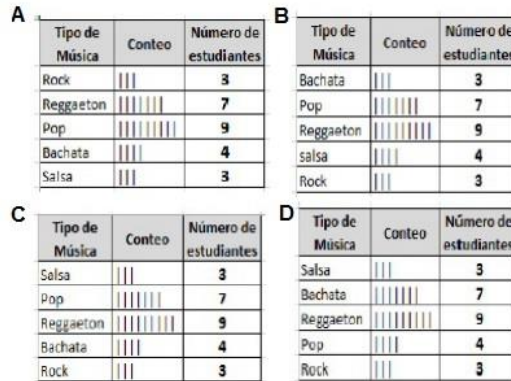 A
Tipo de Música Conteo Número de estudiantes
Rock 3
Reggaeton 7
Pop 9
Bachata 4
Salsa 3
B
Tipo de Música Conteo Número de estudiantes
Bachata 3
Pop 7
Reggaeton 9
salsa 4
Rock 3
C
Tipo de Música Conteo Número de estudiantes
Salsa 3
Pop 7
Reggaeton 9
Bachata 4
Rock 3
D
Tipo de Música Conteo Número de estudiantes
Salsa 3
Bachata 7
Reggaeton 9
Pop 4
Rock 3